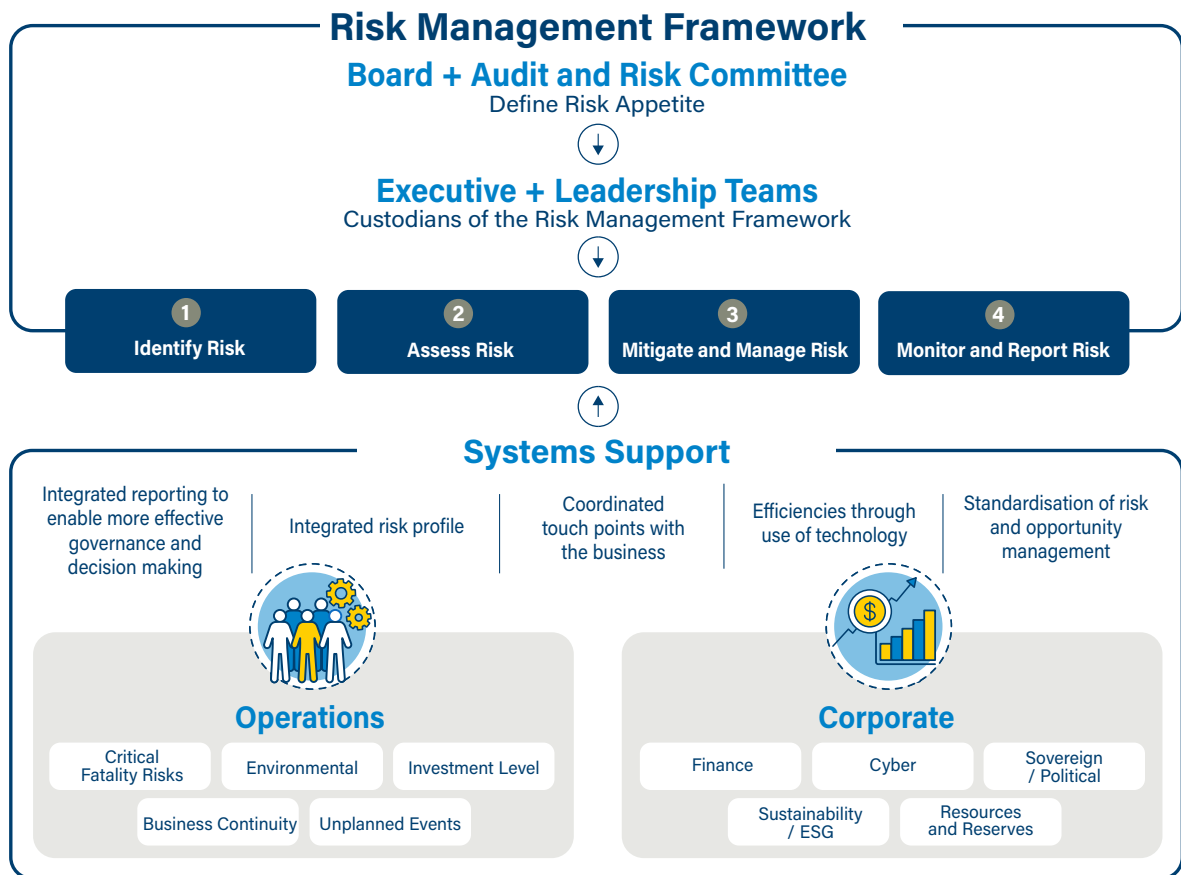 Risk Management Framework
Board + Audit and Risk Committee
Define Risk Appetite
Executive + Leadership Teams
Custodians of the Risk Management Framework
1
Identify Risk
2
Assess Risk
3
Mitigate and Manage Risk
4
Monitor and Report Risk
Systems Support
Integrated reporting to
enable more effective
governance and
decision making
Integrated risk profile
Coordinated
touch points with
the business
Efficiencies through
use of technology
Standardisation of risk
and opportunity
management
$
Operations
Critical
Fatality Risks
Environmental
Investment Level
Business Continuity
Unplanned Events
Corporate
Finance
Cyber
Sovereign
/ Political
Sustainability
/ ESG
Resources
and Reserves